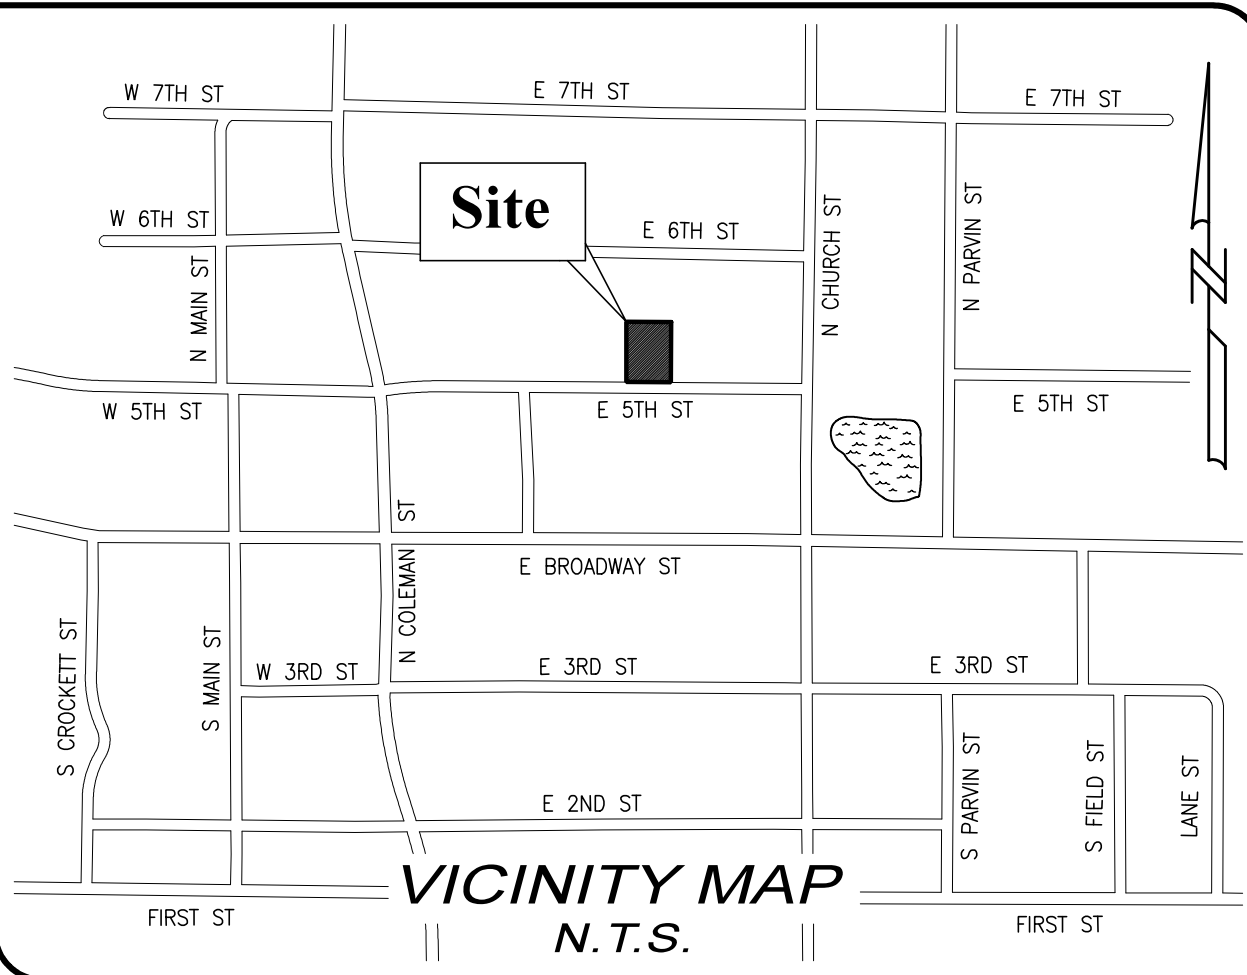 W 7TH ST
E 7TH ST
E 7TH ST
Site
W 6TH ST
E 6TH ST
N MAIN ST
N CHURCH ST
N PARVIN ST
N
W 5TH ST
E 5TH ST
E 5TH ST
N COLEMAN ST
E BROADWAY ST
S CROCKETT ST
S MAIN ST
W 3RD ST
E 3RD ST
E 3RD ST
E 2ND ST
S PARVIN ST
S FIELD ST
LANE ST
VICINITY MAP
N.T.S.
FIRST ST
FIRST ST